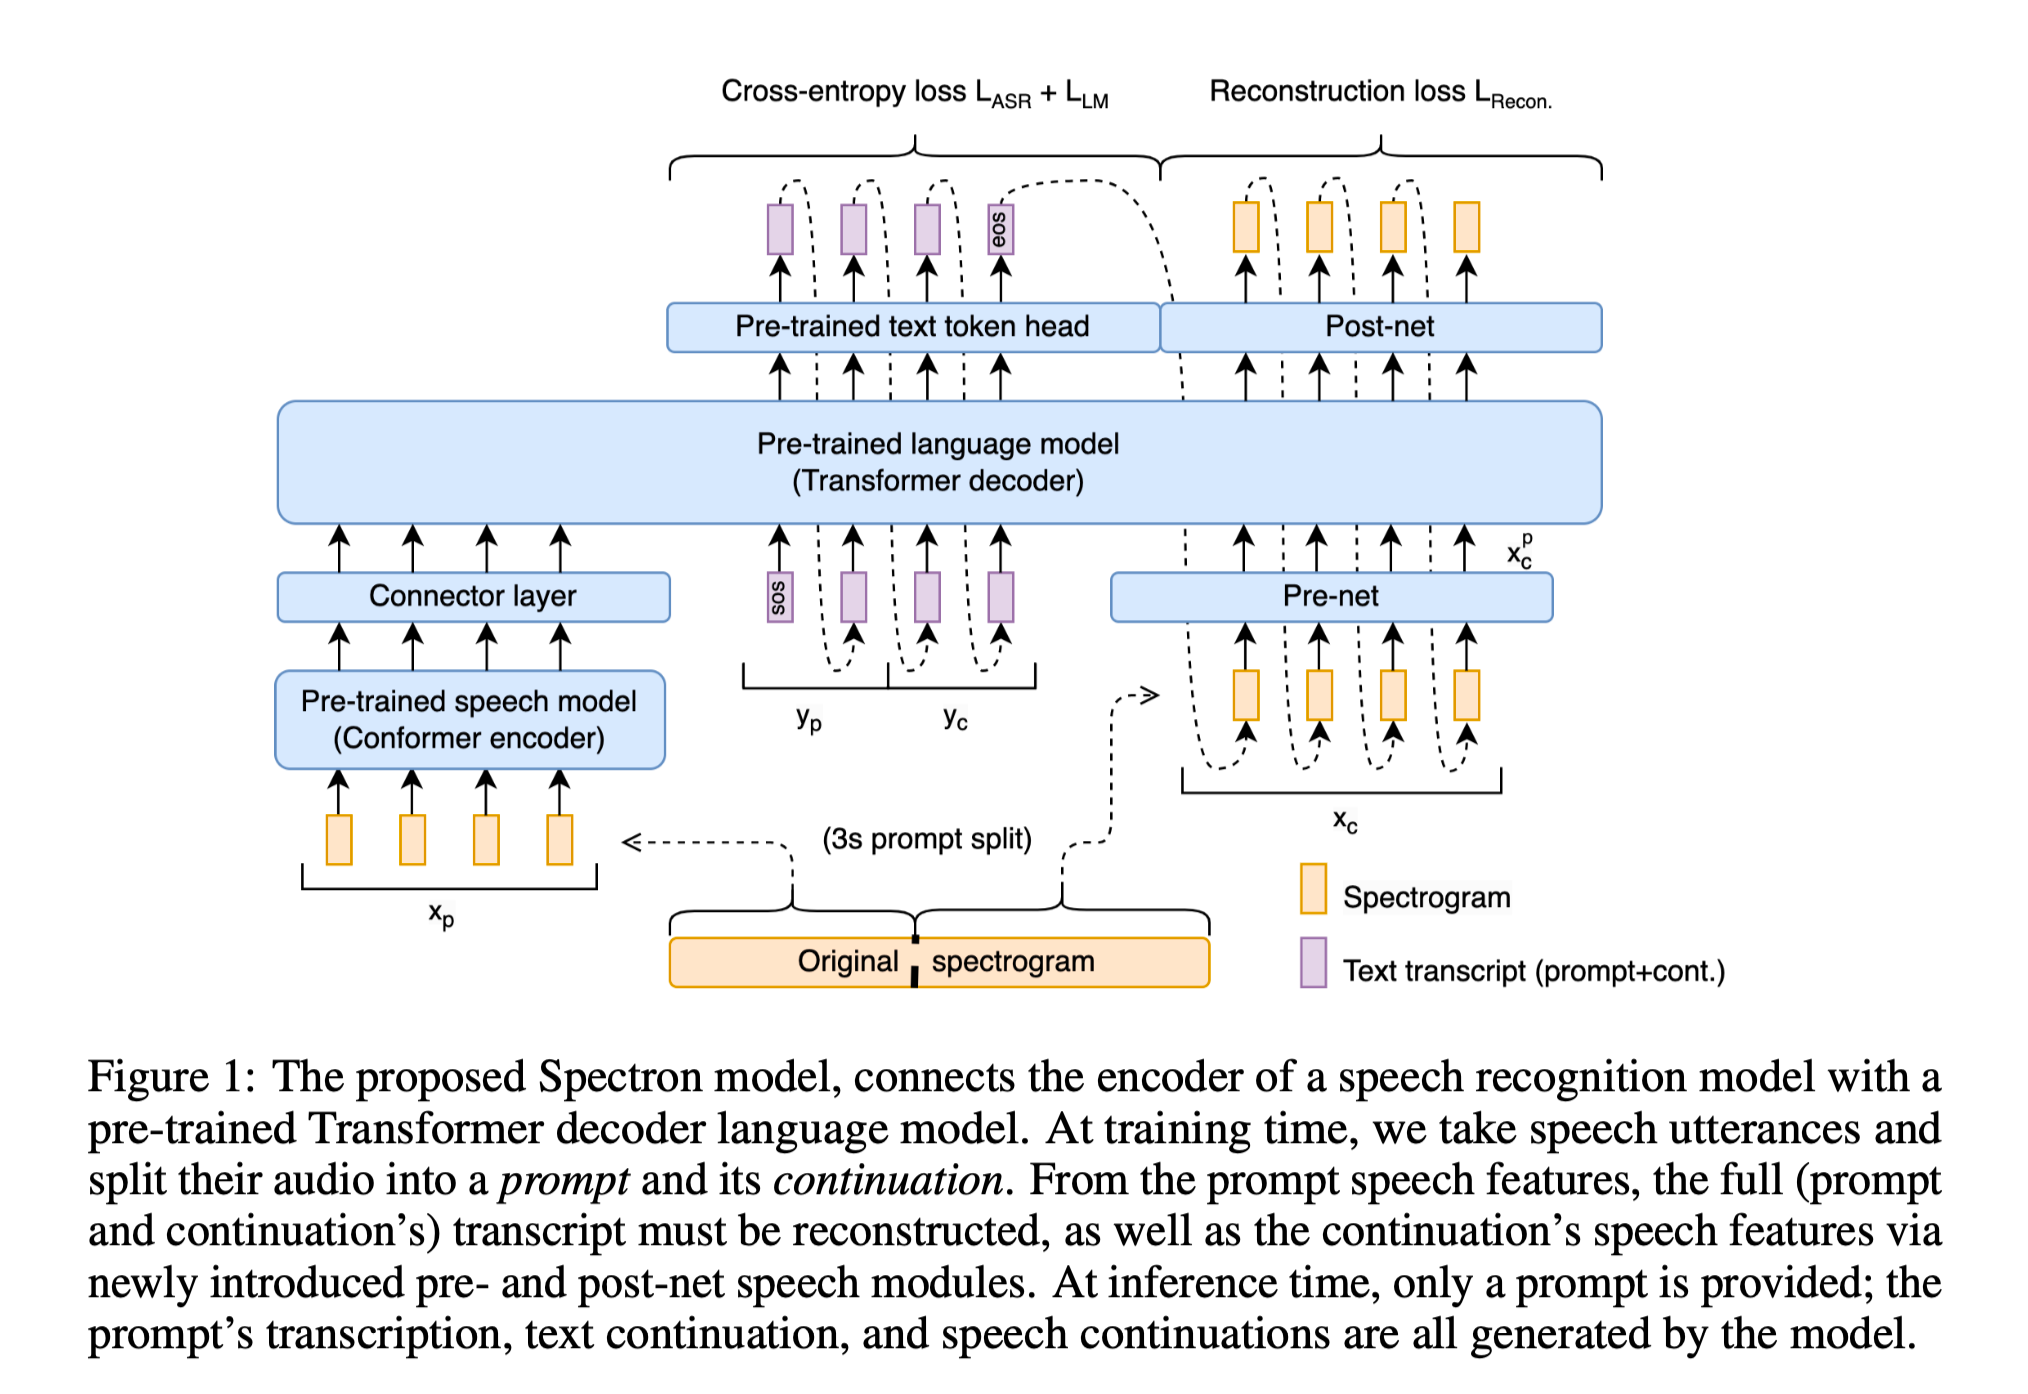 Cross-entropy loss L_ASR + L_LM
Reconstruction loss L_Recon.
eos
Pre-trained text token head
Post-net
Pre-trained language model
(Transformer decoder)
x_c^p
Connector layer
sos
Pre-net
Pre-trained speech model
(Conformer encoder)
y_p
y_c
(3s prompt split)
x_c
x_p
Spectrogram
Original spectrogram
Text transcript (prompt+cont.)
Figure 1: The proposed Spectron model, connects the encoder of a speech recognition model with a
pre-trained Transformer decoder language model. At training time, we take speech utterances and
split their audio into a prompt and its continuation. From the prompt speech features, the full (prompt
and continuation's) transcript must be reconstructed, as well as the continuation's speech features via
newly introduced pre- and post-net speech modules. At inference time, only a prompt is provided; the
prompt's transcription, text continuation, and speech continuations are all generated by the model.